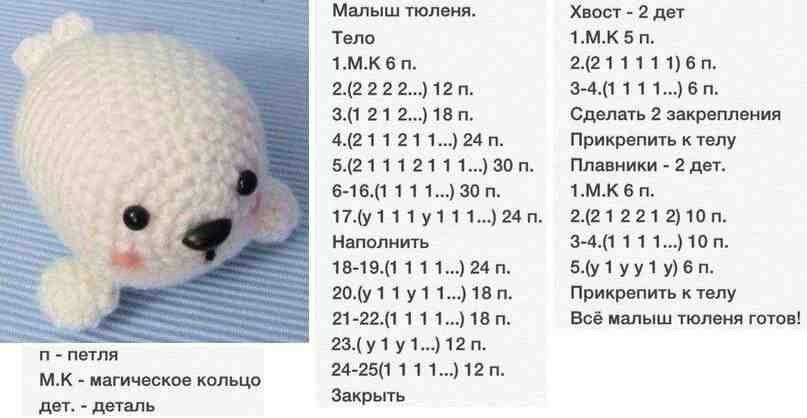 Малыш тюленя.
Тело
1.М.К 6 п.
2.(2 2 2 2...) 12 п.
3.(1 2 1 2...) 18 п.
4.(2 1 1 2 1 1...) 24 п.
5.(2 1 1 1 2 1 1 1...) 30 п.
6-16.(1 1 1 1...) 30 п.
17.(у 1 1 1 у 1 1 1...) 24 п.
Наполнить
18-19.(1 1 1 1...) 24 п.
20.(у 1 1 у 1 1...) 18 п.
21-22.(1 1 1 1...) 18 п.
23.( у 1 у 1...) 12 п.
24-25(1 1 1 1...) 12 п.
Закрыть
Хвост - 2 дет
1.М.К 5 п.
2.(2 1 1 1 1 1) 6 п.
3-4.(1 1 1 1...) 6 п.
Сделать 2 закрепления
Прикрепить к телу
Плавники - 2 дет.
1.М.К 6 п.
2.(2 1 2 2 1 2) 10 п.
3-4.(1 1 1 1...) 10 п.
5.(у 1 у у 1 у) 6 п.
Прикрепить к телу
Всё малыш тюленя готов!
п - петля
М.К - магическое кольцо
дет. - деталь